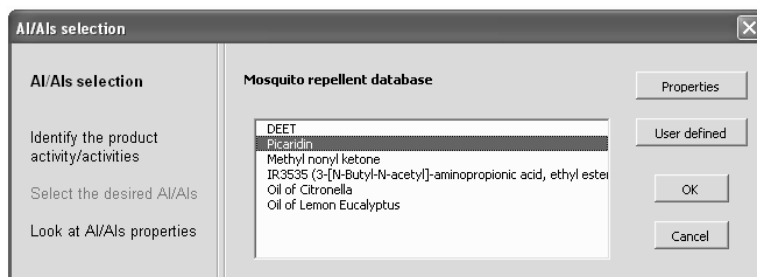 AI/AIs selection
AI/AIs selection
Identify the product
activity/activities
Select the desired AI/AIs
Look at AI/AIs properties
Mosquito repellent database
DEET
Picaridin
Methyl nonyl ketone
IR3535 (3-[N-Butyl-N-acetyl]-aminopropionic acid, ethyl ester
Oil of Citronella
Oil of Lemon Eucalyptus
Properties
User defined
OK
Cancel